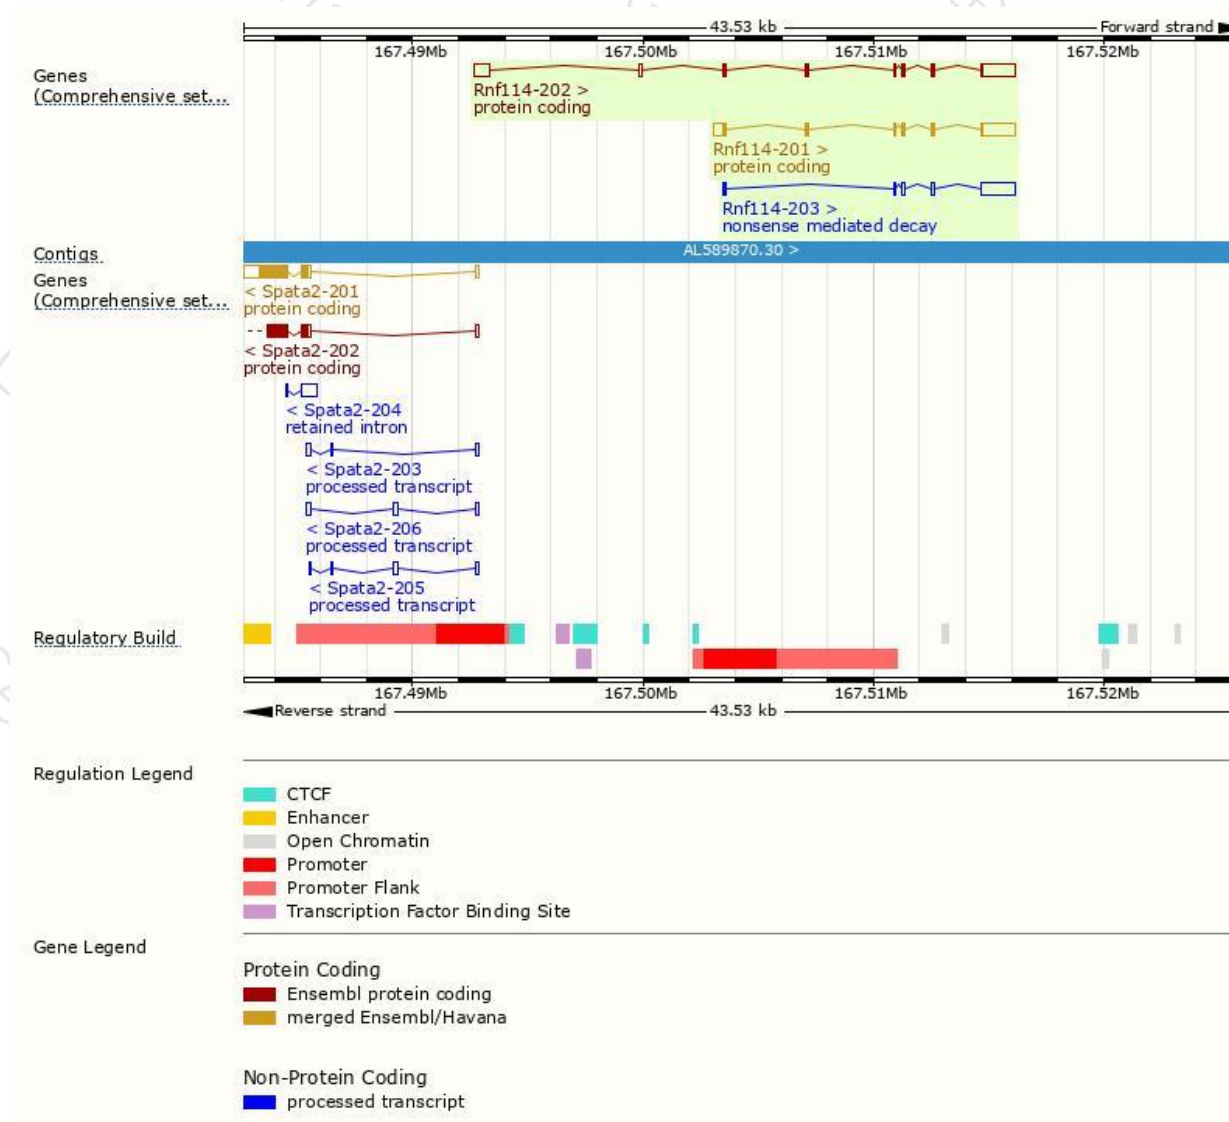 43.53 kb Forward strand
167.49Mb 167.50Mb 167.51Mb 167.52Mb
Genes
(Comprehensive set...
Rnf114-202 >
protein coding
Rnf114-201 >
protein coding
Rnf114-203 >
nonsense mediated decay
Contigs AL589870.30 >
Genes
(Comprehensive set...
< Spata2-201
protein coding
< Spata2-202
protein coding
< Spata2-204
retained intron
< Spata2-203
processed transcript
< Spata2-206
processed transcript
< Spata2-205
processed transcript
Regulatory Build
167.49Mb 167.50Mb 167.51Mb 167.52Mb
Reverse strand 43.53 kb
Regulation Legend
CTCF
Enhancer
Open Chromatin
Promoter
Promoter Flank
Transcription Factor Binding Site
Gene Legend
Protein Coding
Ensembl protein coding
merged Ensembl/Havana
Non-Protein Coding
processed transcript